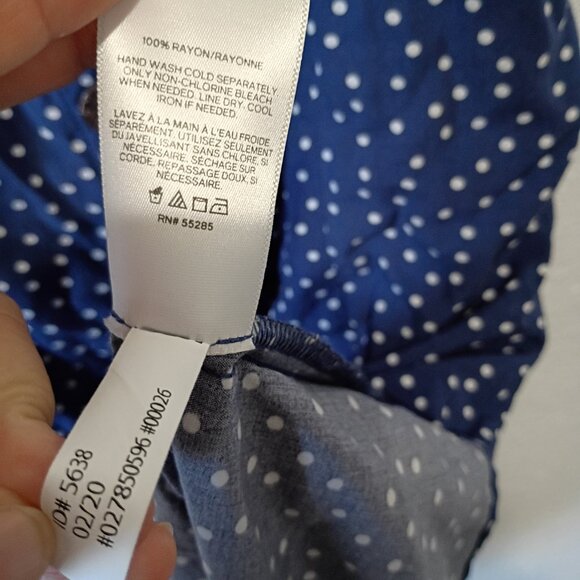 100% RAYON/RAYONNE
HAND WASH COLD SEPARATELY
ONLY NON-CHLORINE BLEACH
WHEN NEEDED. LINE DRY. COOL
IRON IF NEEDED.
LAVEZ À LA MAIN À L'EAU FROIDE
SÉPARÉMENT. UTILISEZ SEULEMENT
DU JAVELLISANT SANS CHLORE, SI
NÉCESSAIRE. SÉCHAGE SUR
CORDE. REPASSAGE DOUX, SI
NÉCESSAIRE.
RN# 55285
ID# 5638
02/20
#027850596 #00026